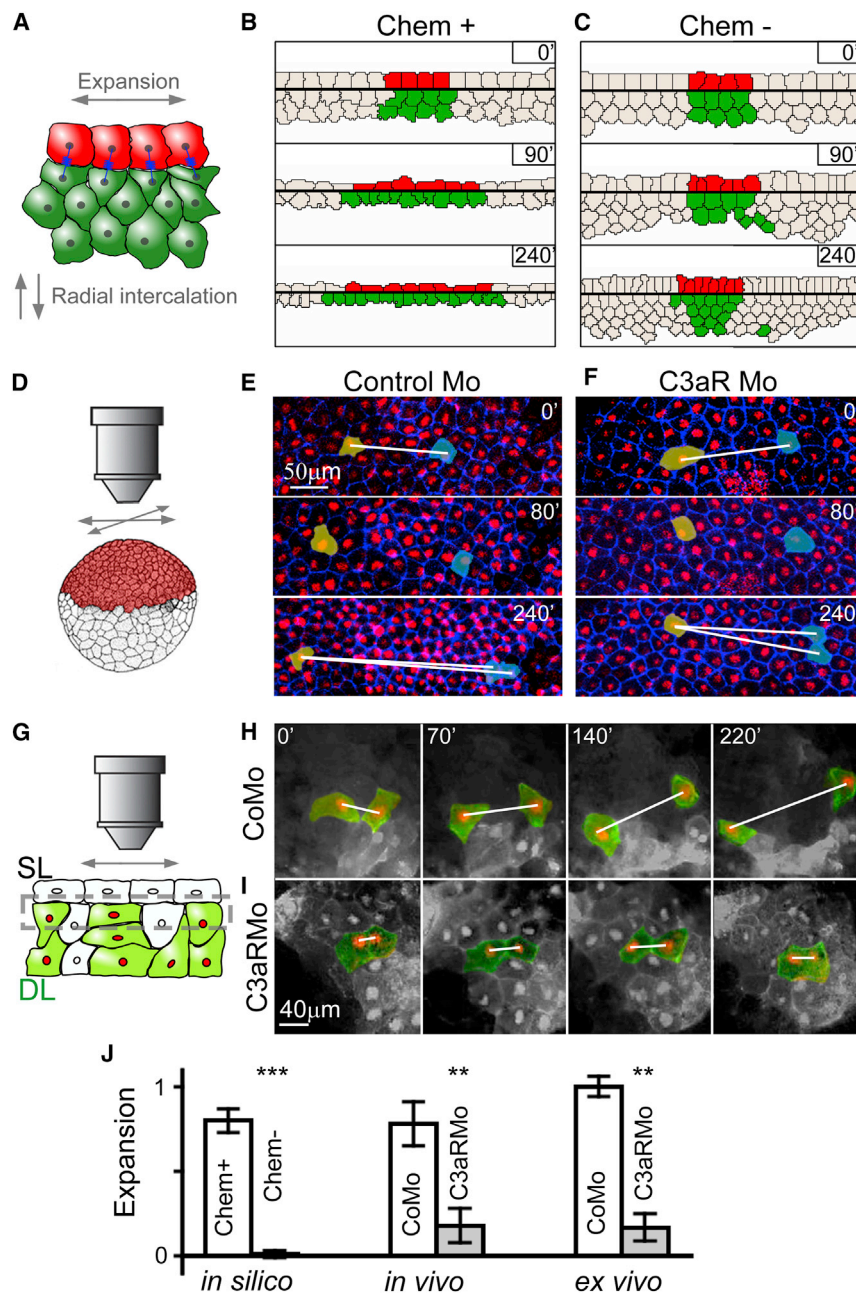 A
Expansion
Radial intercalation
B
Chem +
0'
90'
240'
C
Chem -
0'
90'
240'
D
E
Control Mo
0'
50μm
80'
240'
F
C3aR Mo
0
80'
240
G
SL
DL
H
CoMo
0'
70'
140'
220'
I
C3aRMo
40μm
J
Expansion
1
0
***
**
**
Chem+
Chem-
CoMo
C3aRMo
CoMo
C3aRMo
in silico
in vivo
ex vivo